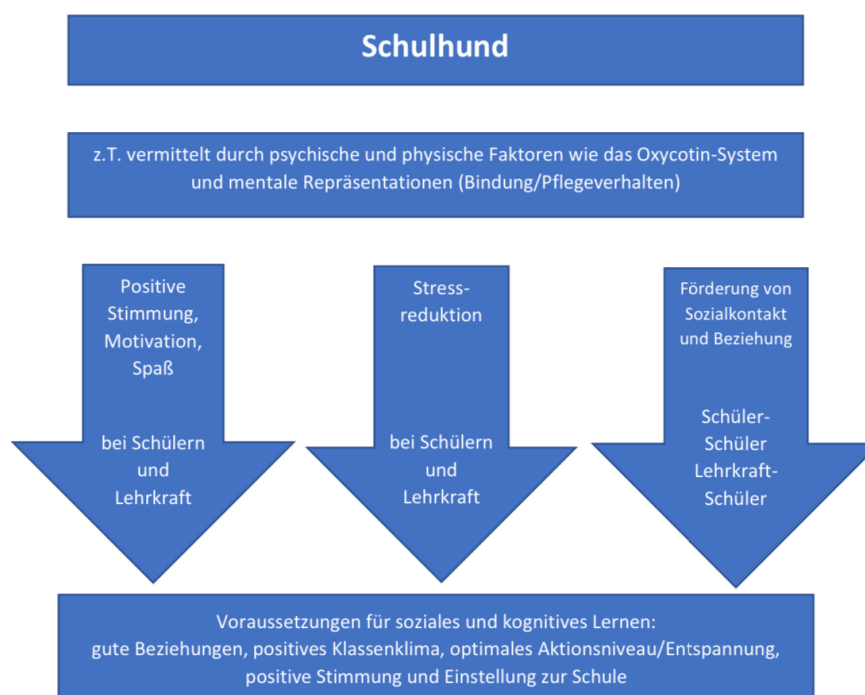 Schulhund
z.T. vermittelt durch psychische und physische Faktoren wie das Oxycotin-System
und mentale Repräsentationen (Bindung/Pflegeverhalten)
Positive
Stimmung,
Motivation,
Spaß
bei Schülern
und
Lehrkraft
Stress-
reduktion
bei Schülern
und
Lehrkraft
Förderung von
Sozialkontakt
und Beziehung
Schüler-
Schüler
Lehrkraft-
Schüler
Voraussetzungen für soziales und kognitives Lernen:
gute Beziehungen, positives Klassenklima, optimales Aktionsniveau/Entspannung,
positive Stimmung und Einstellung zur Schule